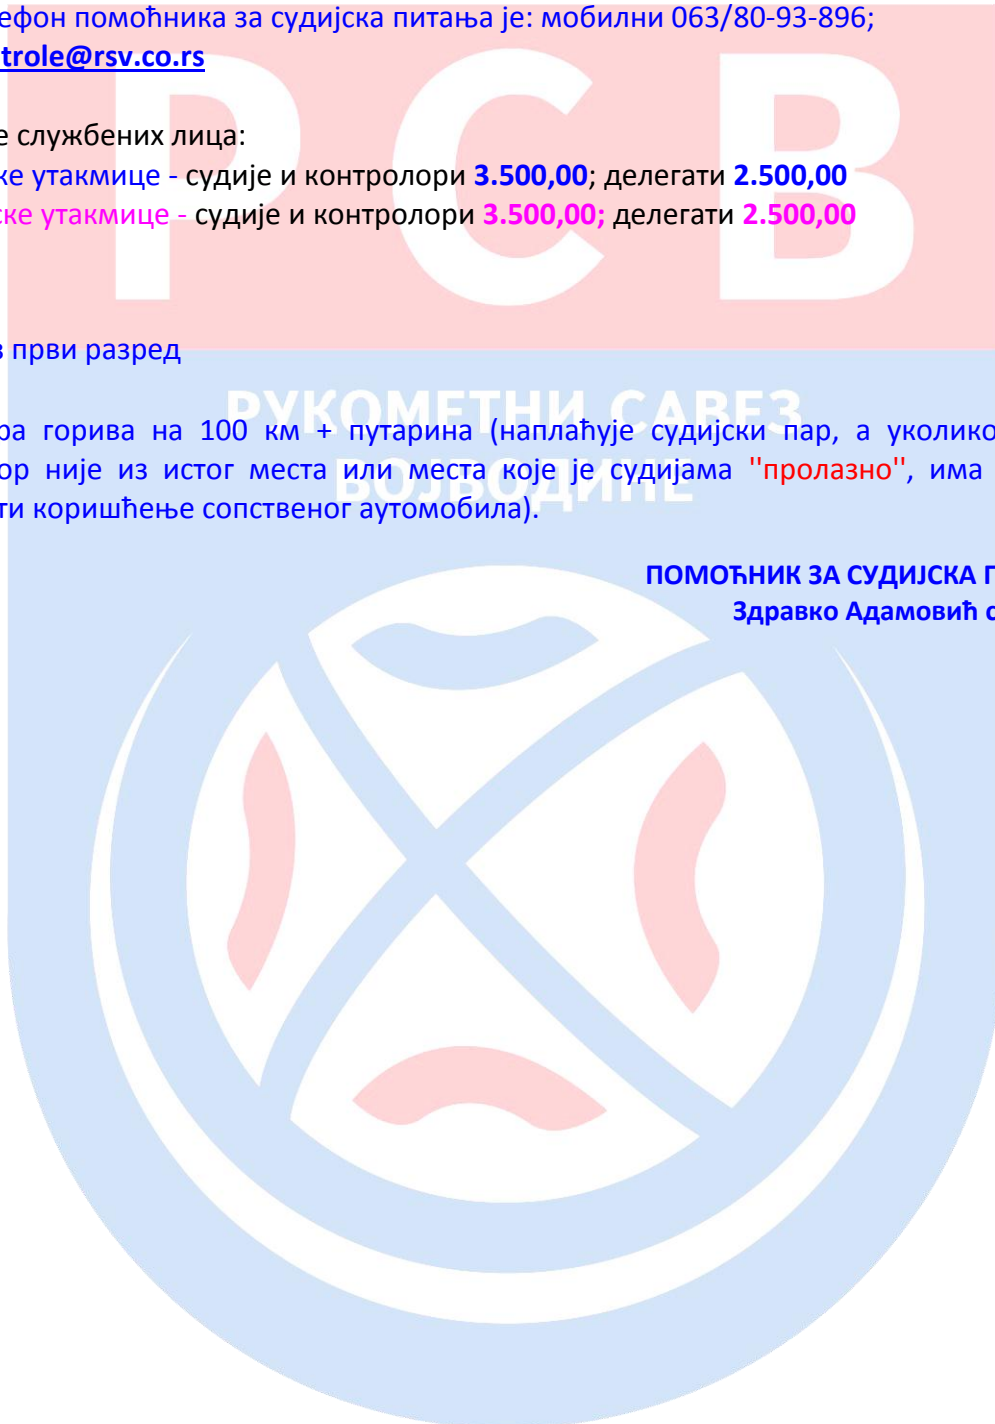 ефон помоћника за судијска питања је: мобилни 063/80-93-896;
trole@rsv.co.rs
РСВ
е службених лица:
ке утакмице - судије и контролори 3.500,00; делегати 2.500,00
ске утакмице - судије и контролори 3.500,00; делегати 2.500,00
в први разред
РУКОМЕТНИ САВЕЗ
ВОЈВОДИНЕ
ра горива на 100 км + путарина (наплаћује судијски пар, а уколико
ор није из истог места или места које је судијама ''пролазно'', има
ти коришћење сопственог аутомобила).
ПОМОЋНИК ЗА СУДИЈСКА П
Здравко Адамовић с